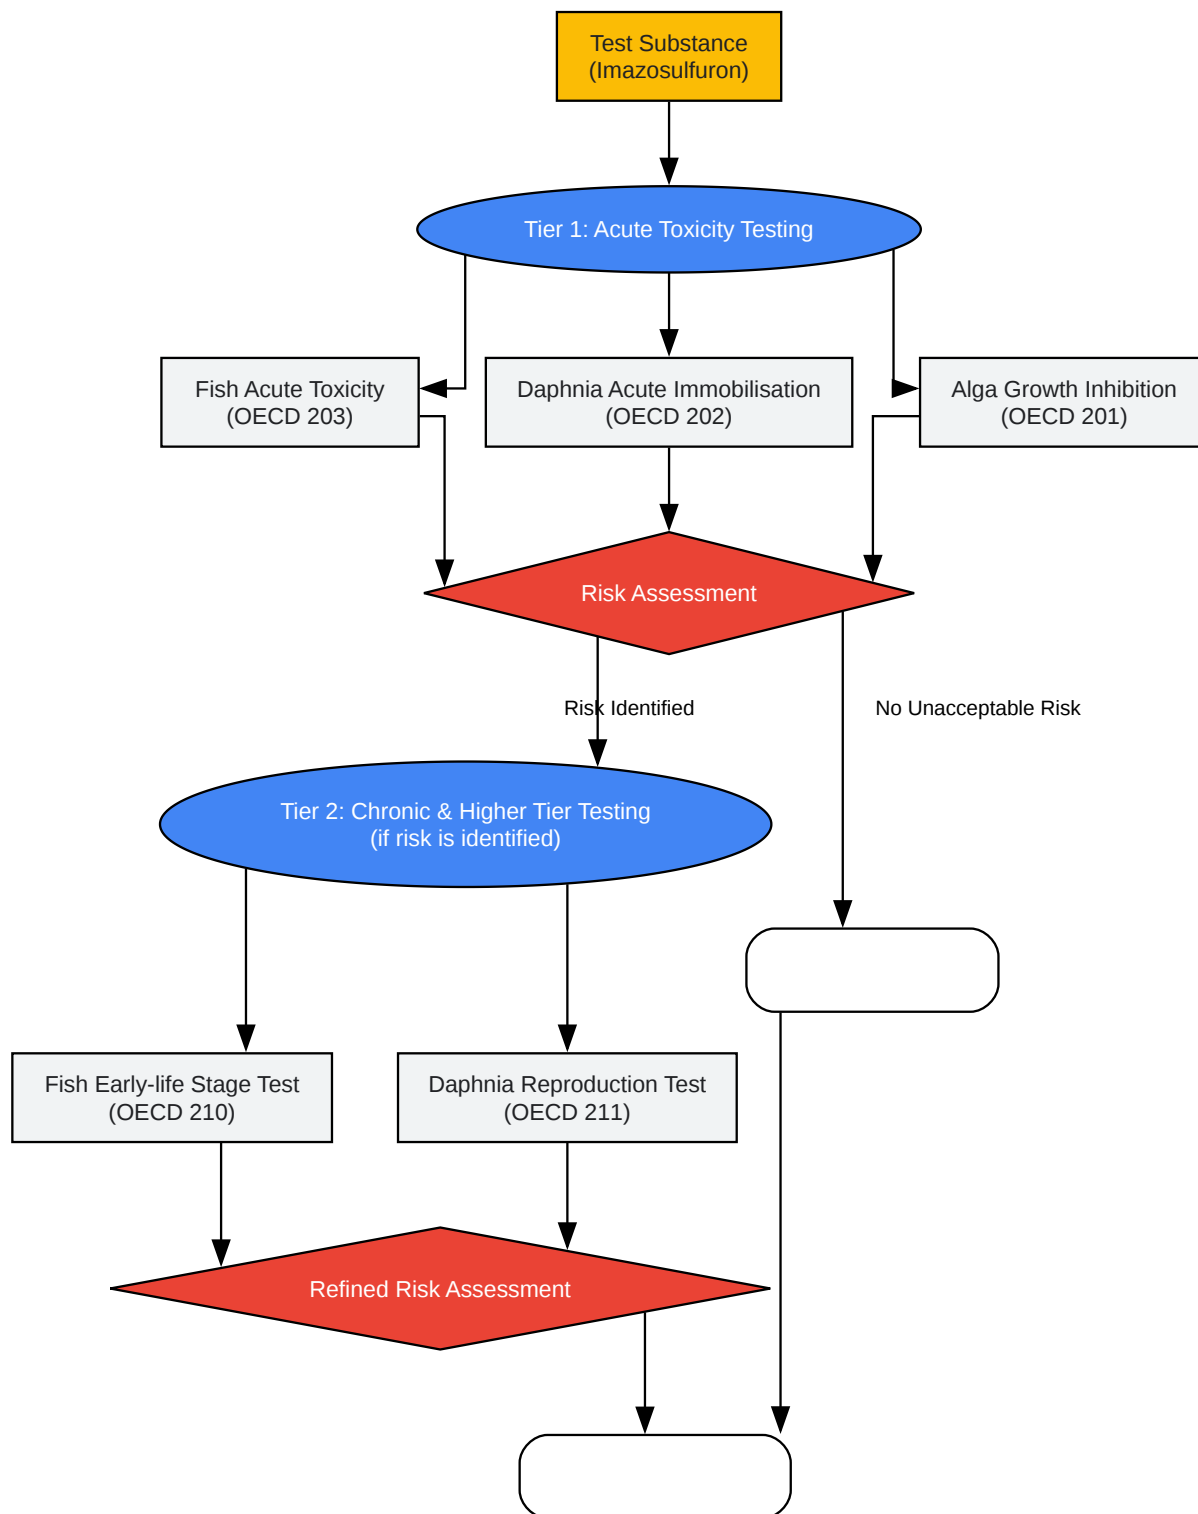 Test Substance
(Imazosulfuron)
Tier 1: Acute Toxicity Testing
Fish Acute Toxicity
(OECD 203)
Daphnia Acute Immobilisation
(OECD 202)
Alga Growth Inhibition
(OECD 201)
Risk Assessment
Risk Identified
No Unacceptable Risk
Tier 2: Chronic & Higher Tier Testing
(if risk is identified)
Fish Early-life Stage Test
(OECD 210)
Daphnia Reproduction Test
(OECD 211)
Refined Risk Assessment